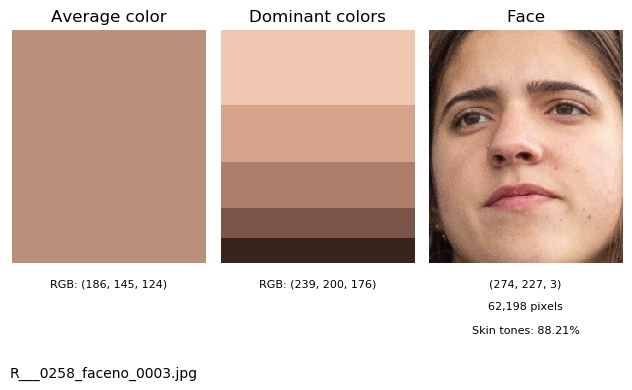 Average color
Dominant colors
Face
RGB: (186, 145, 124)
RGB: (239, 200, 176)
(274, 227, 3)
62,198 pixels
Skin tones: 88.21%
R___0258_faceno_0003.jpg